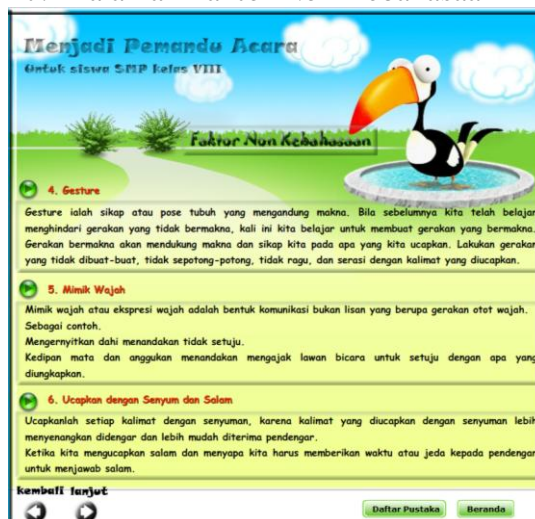 Menjadi Pemandu Acara
Untuk siswa SMP kelas VIII
Faktor Non Kebahasaan
4. Gesture
Gesture ialah sikap atau pose tubuh yang mengandung makna. Bila sebelumnya kita telah belajar
menghindari gerakan yang tidak bermakna, kali ini kita belajar untuk membuat gerakan yang bermakna.
Gerakan bermakna akan mendukung makna dan sikap kita pada apa yang kita ucapkan. Lakukan gerakan
yang tidak dibuat-buat, tidak sepotong-potong, tidak ragu, dan serasi dengan kalimat yang diucapkan.
5. Mimik Wajah
Mimik wajah atau ekspresi wajah adalah bentuk komunikasi bukan lisan yang berupa gerakan otot wajah.
Sebagai contoh.
Mengernyitkan dahi menandakan tidak setuju.
Kedipan mata dan anggukan menandakan mengajak lawan bicara untuk setuju dengan apa yang
diungkapkan.
6. Ucapkan dengan Senyum dan Salam
Ucapkanlah setiap kalimat dengan senyuman, karena kalimat yang diucapkan dengan senyuman lebih
menyenangkan didengar dan lebih mudah diterima pendengar.
Ketika kita mengucapkan salam dan menyapa kita harus memberikan waktu atau jeda kepada pendengar
untuk menjawab salam.
kembali lanjut
Daftar Pustaka Beranda